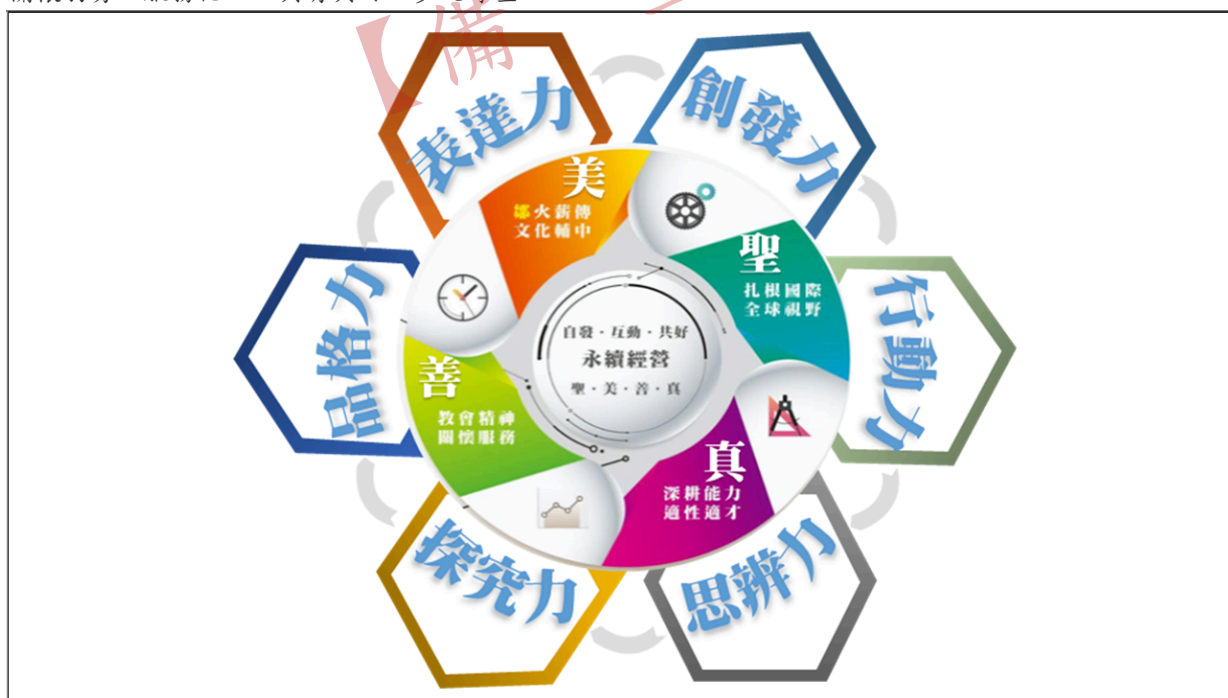 【備
表達力
創發力
美
鄒火薪傳
文化輔中
聖
扎根國際
全球視野
行動力
品格力
自發·互動·共好
永續經營
聖·美·善·真
善
教會精神
關懷服務
真
深耕能力
適性適才
探究力
思辨力